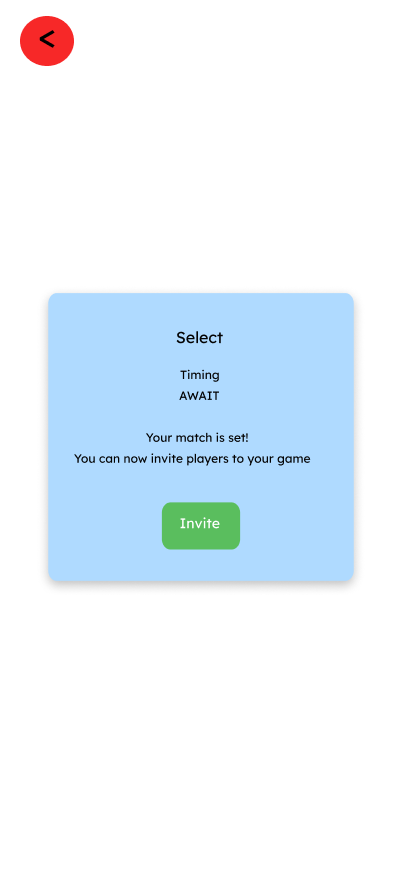 <
Select
Timing
AWAIT
Your match is set!
You can now invite players to your game
Invite